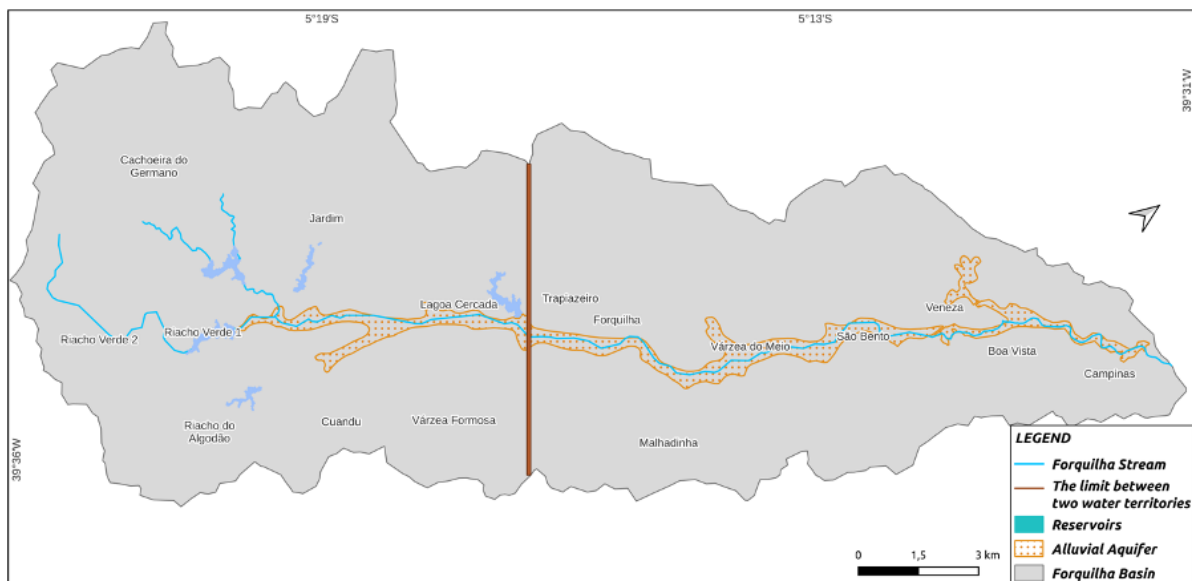 5°19'S
5°13'S
39°31'W
Cachoeira do
Germano
Jardim
Lagoa Cercada
Trapiazeiro
Forquilha
Veneza
Riacho Verde 1
Riacho Verde 2
Várzea do Meio
São Bento
Boa Vista
Campinas
Riacho do
Algodão
Cuandu
Várzea Formosa
Malhadinha
39°36'W
LEGEND
Forquilha Stream
The limit between
two water territories
Reservoirs
Alluvial Aquifer
Forquilha Basin
0 1,5 3 km